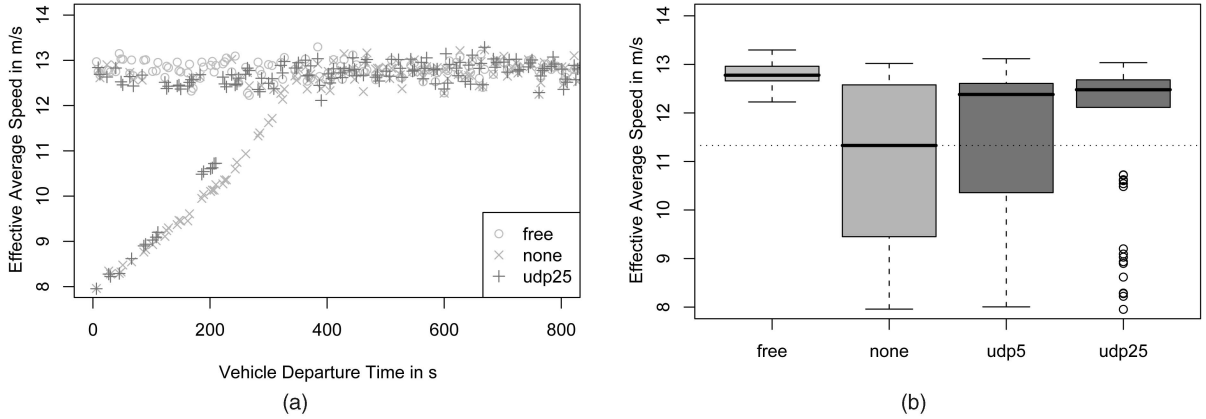 Effective Average Speed in m/s
14
13
12
11
10
9
8
free
none
udp25
0 200 400 600 800
Vehicle Departure Time in s
(a)
Effective Average Speed in m/s
14
13
12
11
10
9
8
free none udp5 udp25
(b)